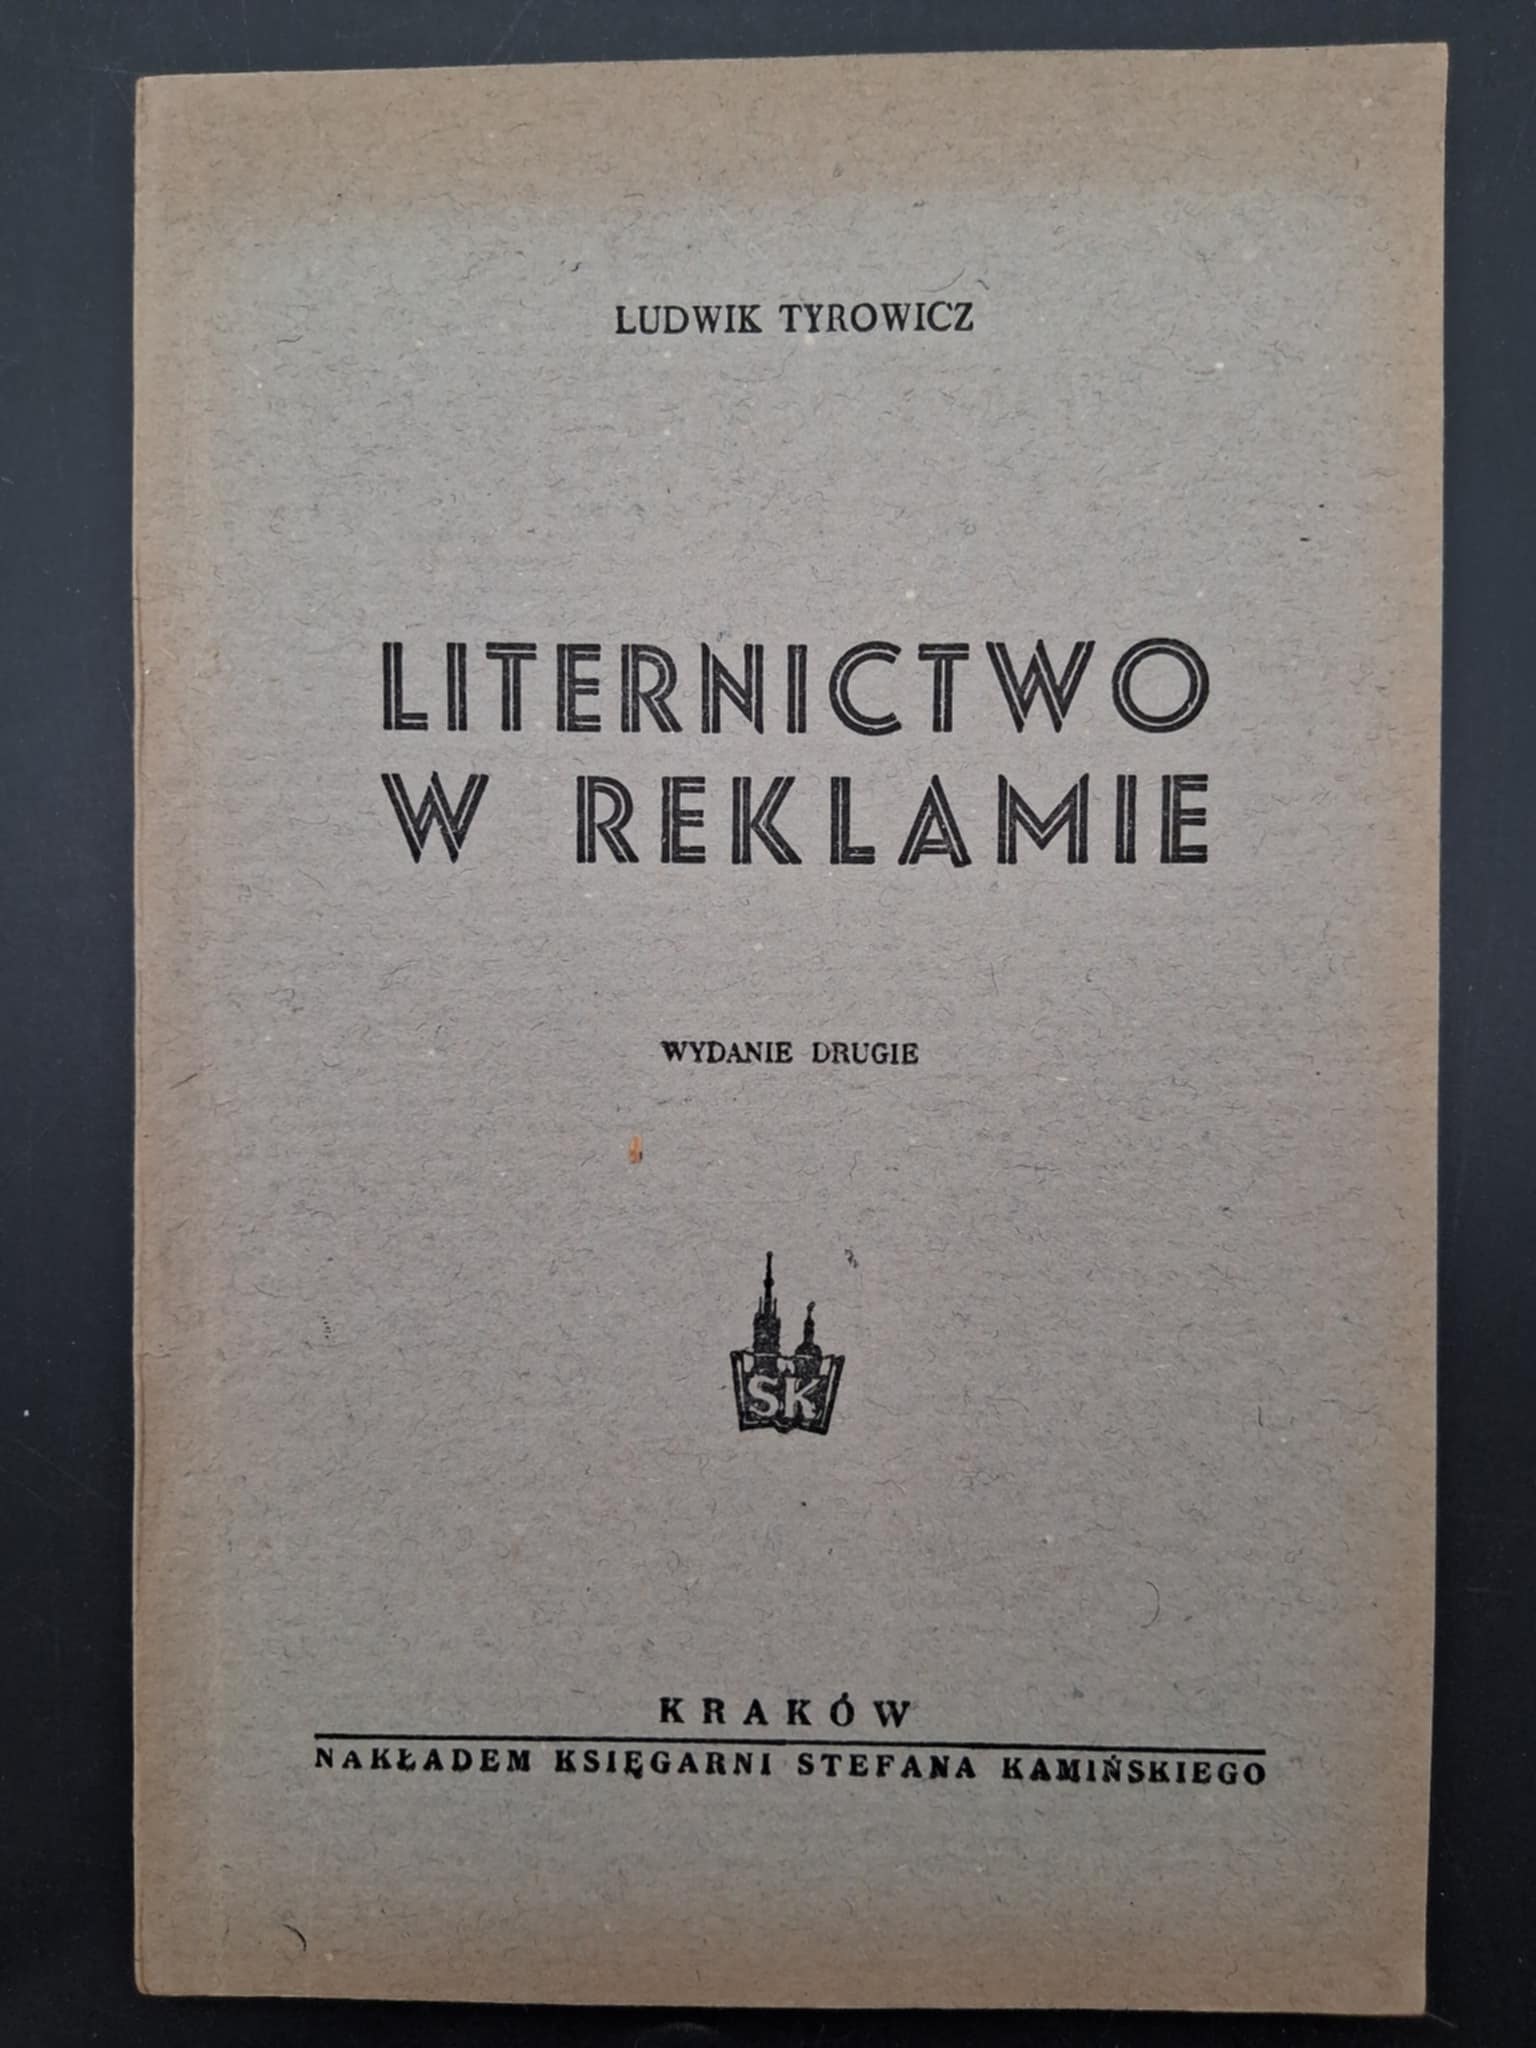 LUDWIK TYROWICZ
LITERNICTWO
W REKLAMIE
WYDANIE DRUGIE
SK
KRAKÓW
NAKŁADEM KSIĘGARNI STEFANA KAMIŃSKIEGO